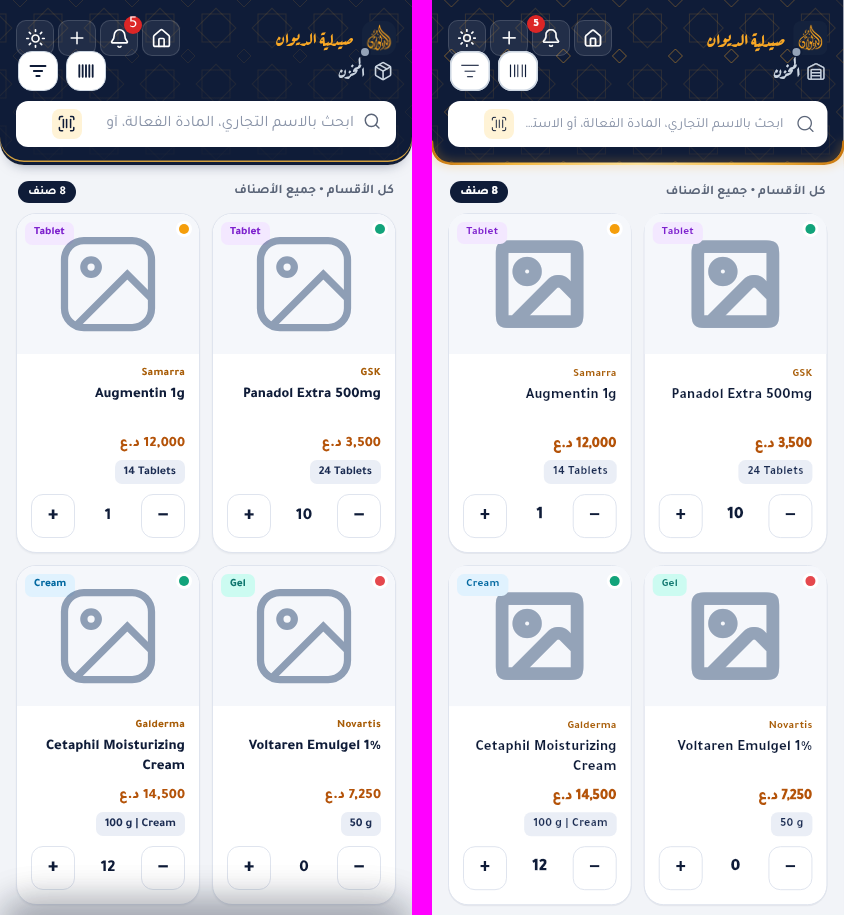 5
صيدلية الديوان
المخزن
ابحث بالاسم التجاري، المادة الفعالة، أو
كل الأقسام • جميع الأصناف
8 صنف
Tablet
GSK
Panadol Extra 500mg
3,500 د.ع
24 Tablets
− 10 +
Tablet
Samarra
Augmentin 1g
12,000 د.ع
14 Tablets
− 1 +
Gel
Novartis
Voltaren Emulgel 1%
7,250 د.ع
50 g
− 0 +
Cream
Galderma
Cetaphil Moisturizing
Cream
14,500 د.ع
100 g | Cream
− 12 +
5
صيدلية الديوان
المخزن
ابحث بالاسم التجاري، المادة الفعالة، أو الاست...
كل الأقسام • جميع الأصناف
8 صنف
Tablet
GSK
Panadol Extra 500mg
3,500 د.ع
24 Tablets
− 10 +
Tablet
Samarra
Augmentin 1g
12,000 د.ع
14 Tablets
− 1 +
Gel
Novartis
Voltaren Emulgel 1%
7,250 د.ع
50 g
− 0 +
Cream
Galderma
Cetaphil Moisturizing
Cream
14,500 د.ع
100 g | Cream
− 12 +